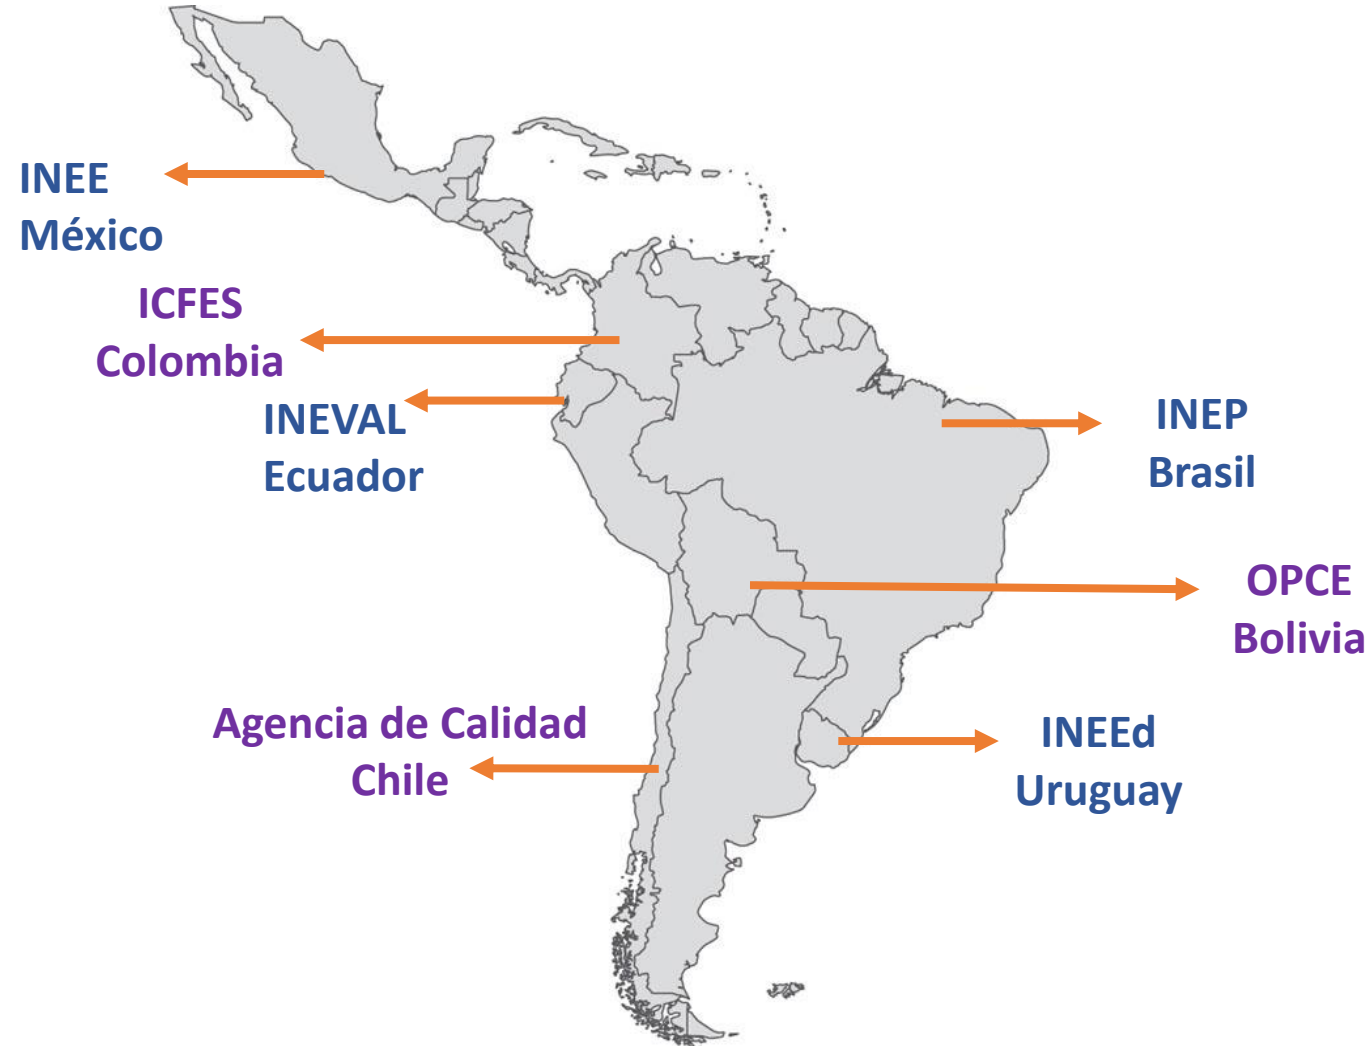 INEE
México
ICFES
Colombia
INEVAL
Ecuador
INEP
Brasil
OPCE
Bolivia
Agencia de Calidad
Chile
INEEd
Uruguay